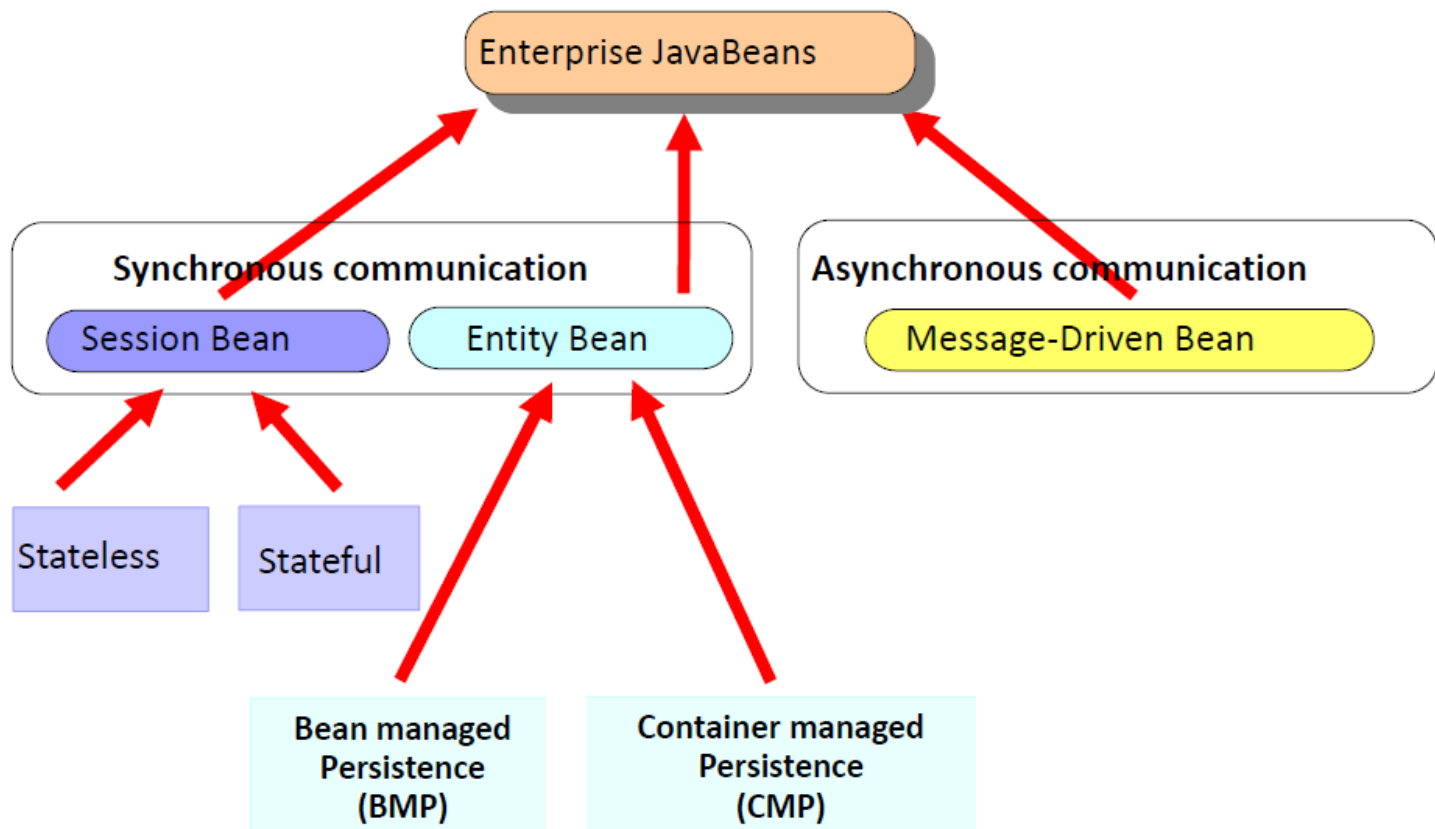 Enterprise JavaBeans
Synchronous communication
Asynchronous communication
Session Bean
Entity Bean
Message-Driven Bean
Stateless
Stateful
Bean managed
Persistence
(BMP)
Container managed
Persistence
(CMP)